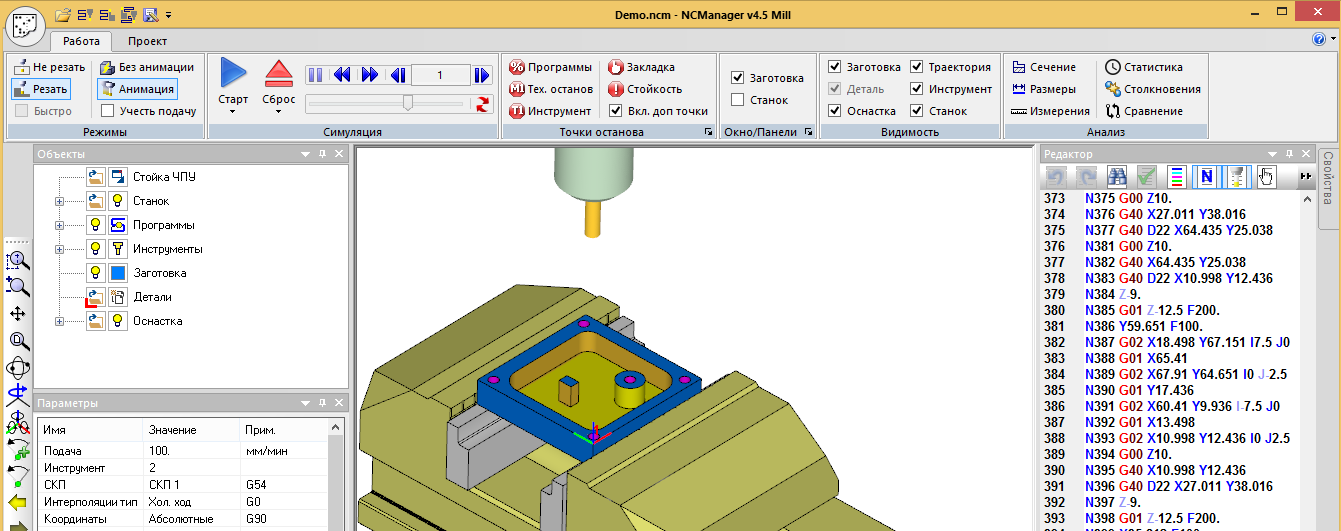 Demo.ncm - NCManager v4.5 Mill
Работа Проект
Не резать
Резать
Быстро
Без анимации
Анимация
Учесть подачу
Режимы
Старт
Сброс
1
Симуляция
Программы
Тех. останов
Инструмент
Закладка
Стойкость
Вкл. доп точки
Точки останова
Заготовка
Станок
Окно/Панели
Заготовка
Деталь
Оснастка
Траектория
Инструмент
Станок
Видимость
Сечение
Размеры
Измерения
Статистика
Столкновения
Сравнение
Анализ
Объекты
Стойка ЧПУ
Станок
Программы
Инструменты
Заготовка
Детали
Оснастка
Параметры
Имя Значение Прим.
Подача 100. мм/мин
Инструмент 2
СКП СКП 1 G54
Интерполяции тип Хол. ход G0
Координаты Абсолютные G90
Редактор
373 N375 G00 Z10.
374 N376 G40 X27.011 Y38.016
375 N377 G40 D22 X64.435 Y25.038
376 N381 G00 Z10.
377 N382 G40 X64.435 Y25.038
378 N383 G40 D22 X10.998 Y12.436
379 N384 Z-9.
380 N385 G01 Z-12.5 F200.
381 N386 Y59.651 F100.
382 N387 G02 X18.498 Y67.151 I7.5 J0
383 N388 G01 X65.41
384 N389 G02 X67.91 Y64.651 I0 J-2.5
385 N390 G01 Y17.436
386 N391 G02 X60.41 Y9.936 I-7.5 J0
387 N392 G01 X13.498
388 N393 G02 X10.998 Y12.436 I0 J2.5
389 N394 G00 Z10.
390 N395 G40 X10.998 Y12.436
391 N396 G40 D22 X27.011 Y38.016
392 N397 Z-9.
393 N398 G01 Z-12.5 F200.
Свойства